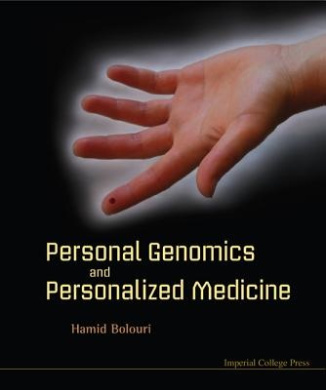 Personal Genomics
and
Personalized Medicine
Hamid Bolouri
Imperial College Press